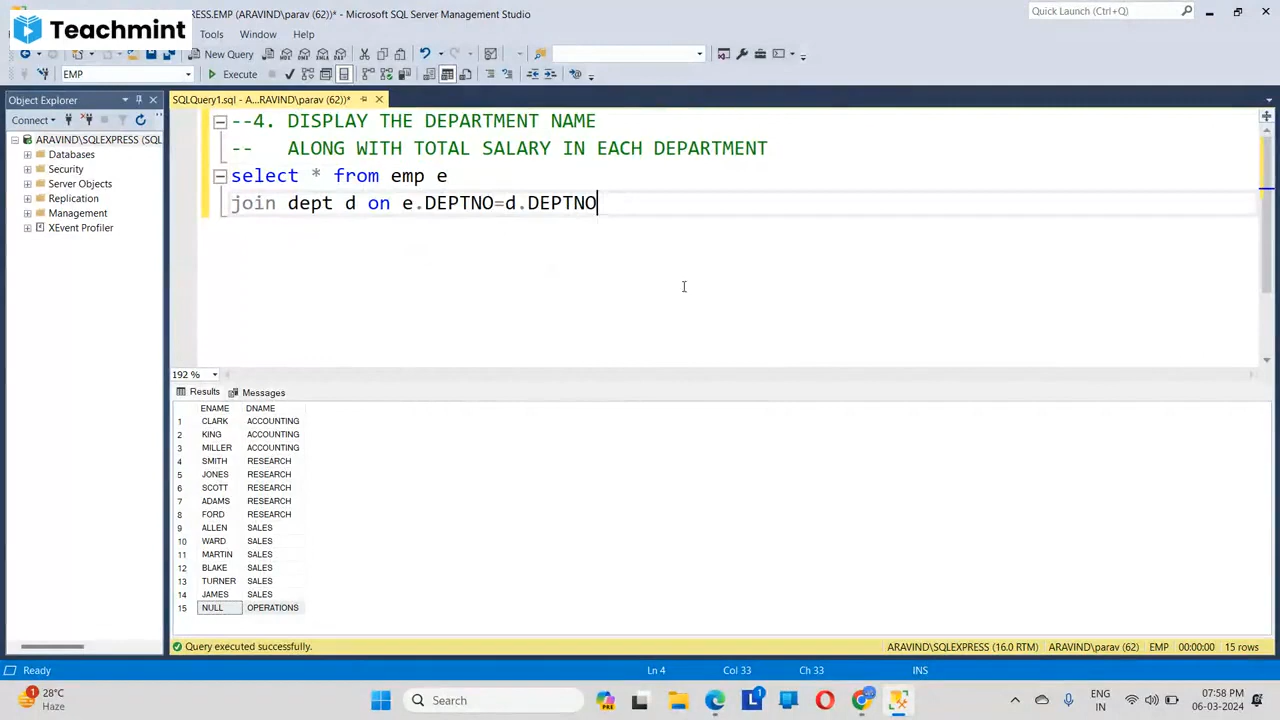 RESS.EMP (ARAVIND\parav (62))* - Microsoft SQL Server Management Studio
Quick Launch (Ctrl+Q)
Teachmint
Tools Window Help
New Query
EMP
Execute
Object Explorer
SQLQuery1.sql - A...RAVIND\parav (62))*
Connect
ARAVIND\SQLEXPRESS (SQL
Databases
Security
Server Objects
Replication
Management
XEvent Profiler
--4. DISPLAY THE DEPARTMENT NAME
-- ALONG WITH TOTAL SALARY IN EACH DEPARTMENT
select * from emp e
join dept d on e.DEPTNO=d.DEPTNO
192 %
Results Messages
ENAME DNAME
1 CLARK ACCOUNTING
2 KING ACCOUNTING
3 MILLER ACCOUNTING
4 SMITH RESEARCH
5 JONES RESEARCH
6 SCOTT RESEARCH
7 ADAMS RESEARCH
8 FORD RESEARCH
9 ALLEN SALES
10 WARD SALES
11 MARTIN SALES
12 BLAKE SALES
13 TURNER SALES
14 JAMES SALES
15 NULL OPERATIONS
Query executed successfully.
ARAVIND\SQLEXPRESS (16.0 RTM) ARAVIND\parav (62) EMP 00:00:00 15 rows
Ready
Ln 4 Col 33 Ch 33 INS
28°C
Haze
Search
ENG
IN
07:58 PM
06-03-2024